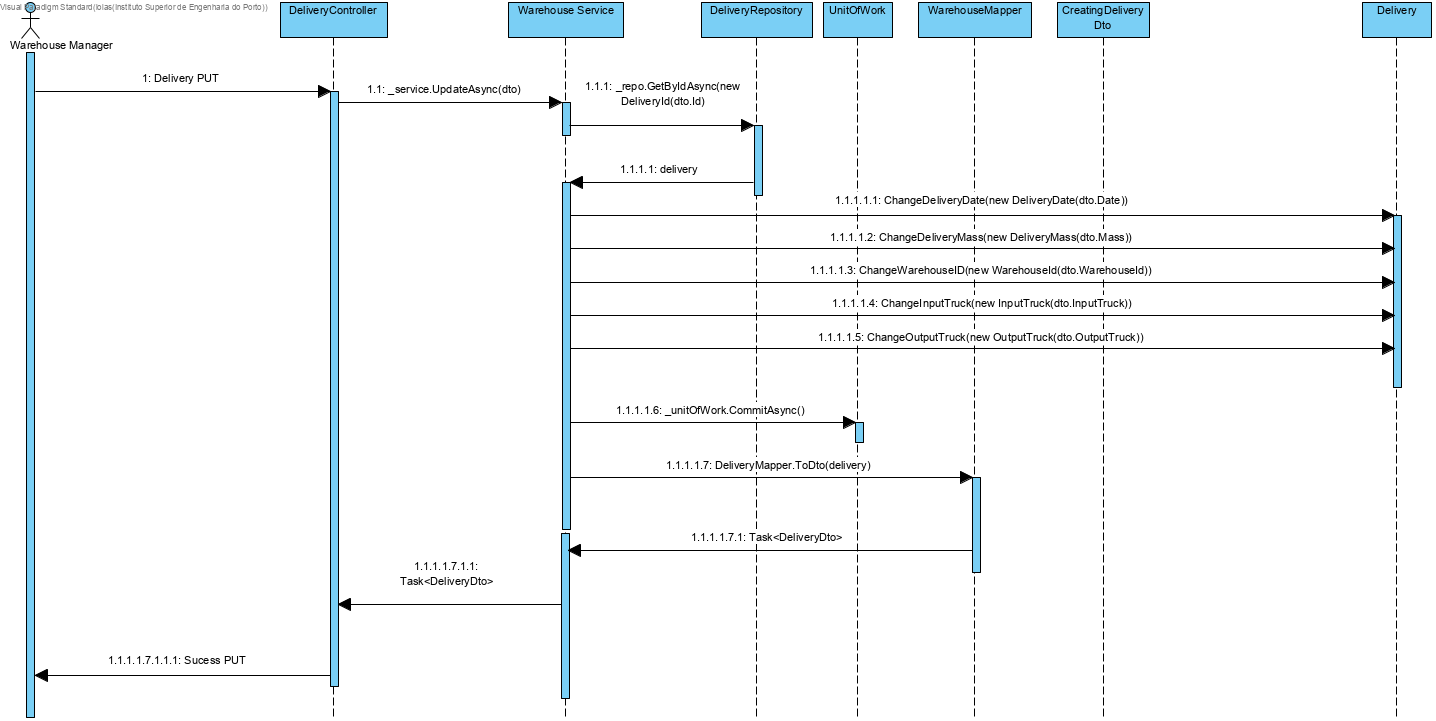 Visual Paradigm Standard(lolas(Instituto Superior de Engenharia do Porto))
Warehouse Manager
DeliveryController
Warehouse Service
DeliveryRepository
UnitOfWork
WarehouseMapper
CreatingDelivery
Dto
Delivery
1: Delivery PUT
1.1: _service.UpdateAsync(dto)
1.1.1: _repo.GetByIdAsync(new
DeliveryId(dto.Id)
1.1.1.1: delivery
1.1.1.1.1: ChangeDeliveryDate(new DeliveryDate(dto.Date))
1.1.1.1.2: ChangeDeliveryMass(new DeliveryMass(dto.Mass))
1.1.1.1.3: ChangeWarehouseID(new WarehouseId(dto.WarehouseId))
1.1.1.1.4: ChangeInputTruck(new InputTruck(dto.InputTruck))
1.1.1.1.5: ChangeOutputTruck(new OutputTruck(dto.OutputTruck))
1.1.1.1.6: _unitOfWork.CommitAsync()
1.1.1.1.7: DeliveryMapper.ToDto(delivery)
1.1.1.1.7.1: Task<DeliveryDto>
1.1.1.1.7.1.1:
Task<DeliveryDto>
1.1.1.1.7.1.1.1: Sucess PUT